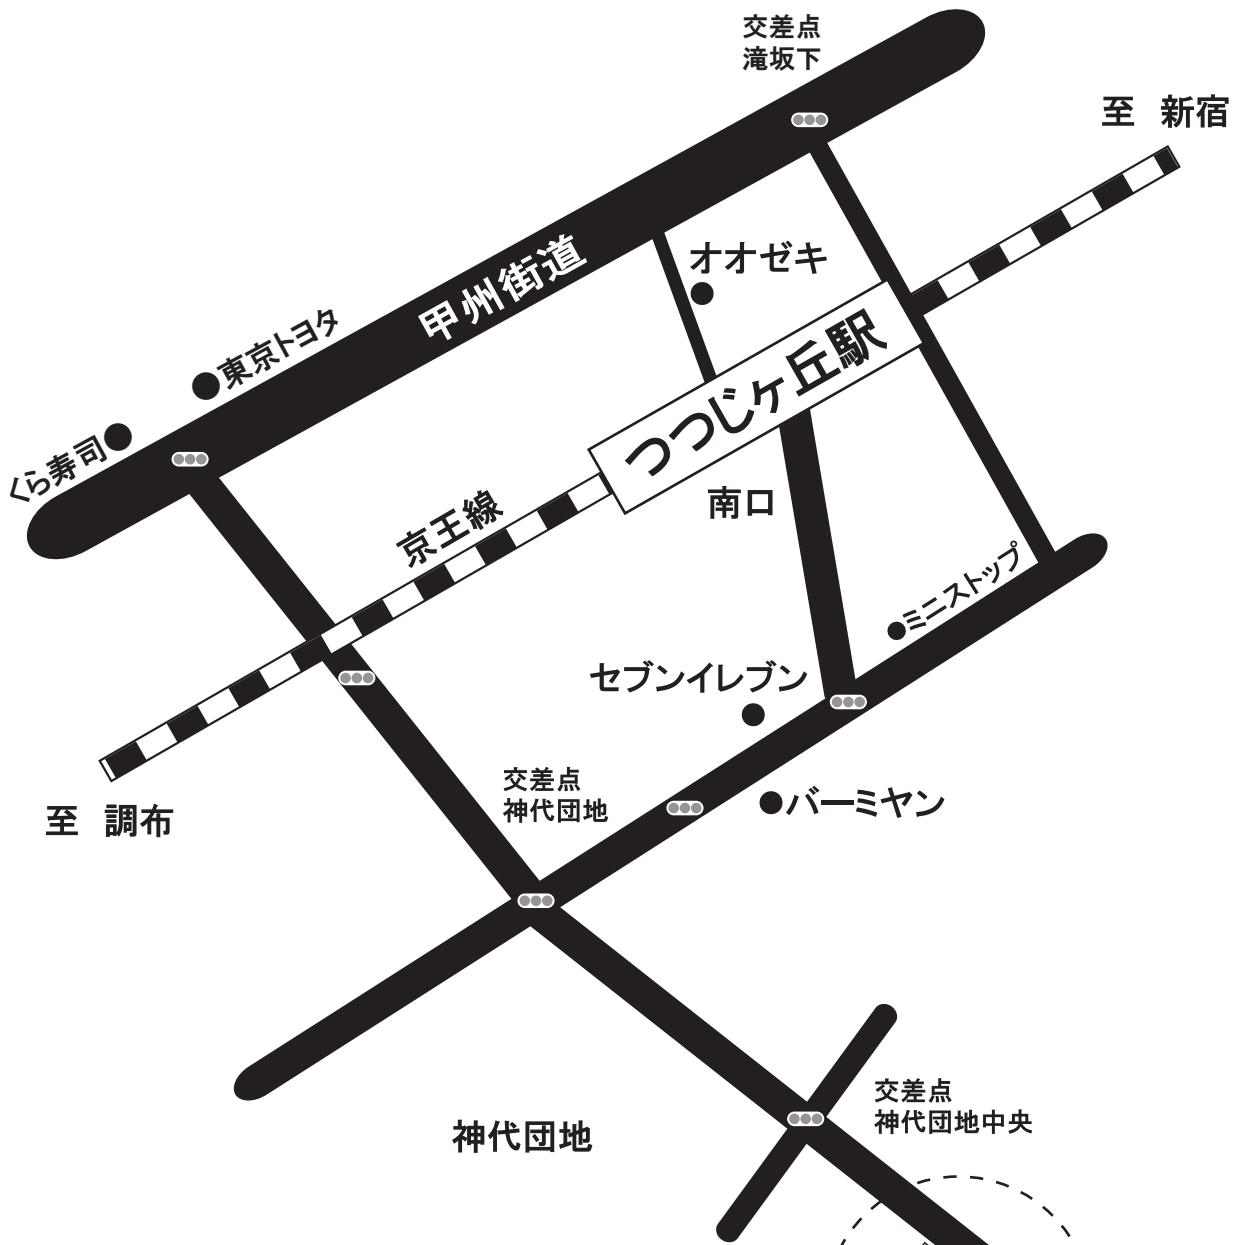 交差点
滝坂下
至 新宿
オオゼキ
甲州街道
東京トヨタ
くら寿司
つつじヶ丘駅
南口
京王線
ミニストップ
セブンイレブン
交差点
神代団地
バーミヤン
至 調布
交差点
神代団地中央
神代団地